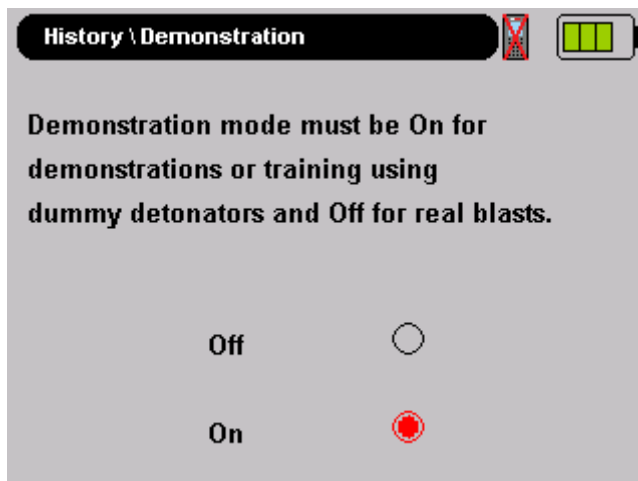 History \ Demonstration
Demonstration mode must be On for
demonstrations or training using
dummy detonators and Off for real blasts.
Off
On